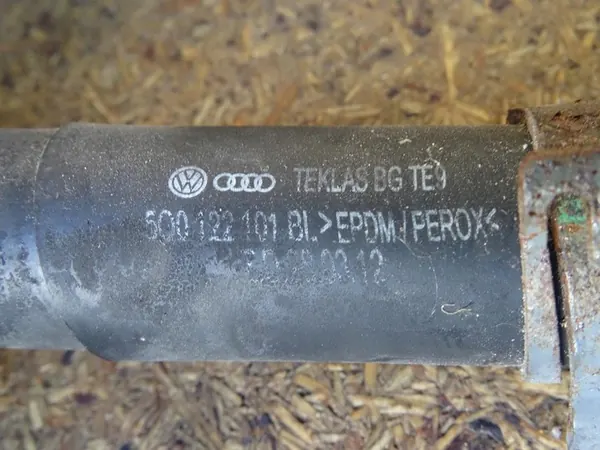 TEKLAS BG TE9
5Q0 122 101 BL >EPDM/PEROX<